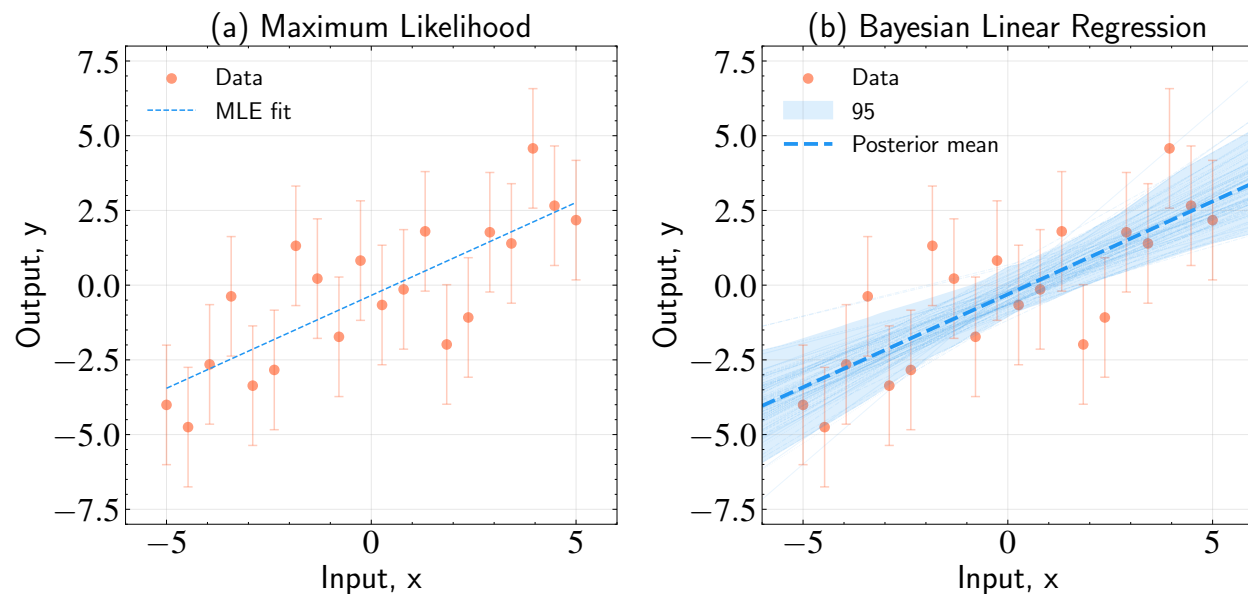 (a) Maximum Likelihood
7.5
5.0
2.5
0.0
−2.5
−5.0
−7.5
Output, y
Data
MLE fit
−5
0
5
Input, x
(b) Bayesian Linear Regression
7.5
5.0
2.5
0.0
−2.5
−5.0
−7.5
Output, y
Data
95
Posterior mean
−5
0
5
Input, x